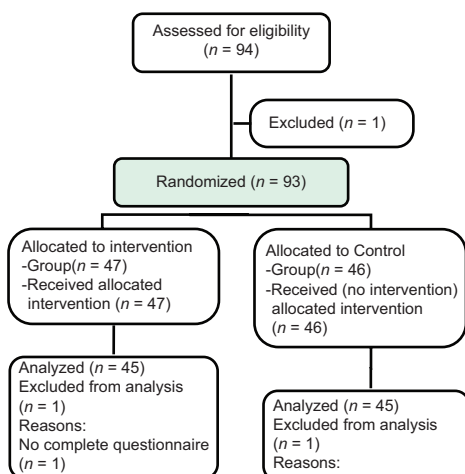 Assessed for eligibility
(n = 94)
Excluded (n = 1)
Randomized (n = 93)
Allocated to intervention
-Group(n = 47)
-Received allocated
intervention (n = 47)
Allocated to Control
-Group(n = 46)
-Received (no intervention)
allocated intervention
(n = 46)
Analyzed (n = 45)
Excluded from analysis
(n = 1)
Reasons:
No complete questionnaire
(n = 1)
Analyzed (n = 45)
Excluded from analysis
(n = 1)
Reasons: